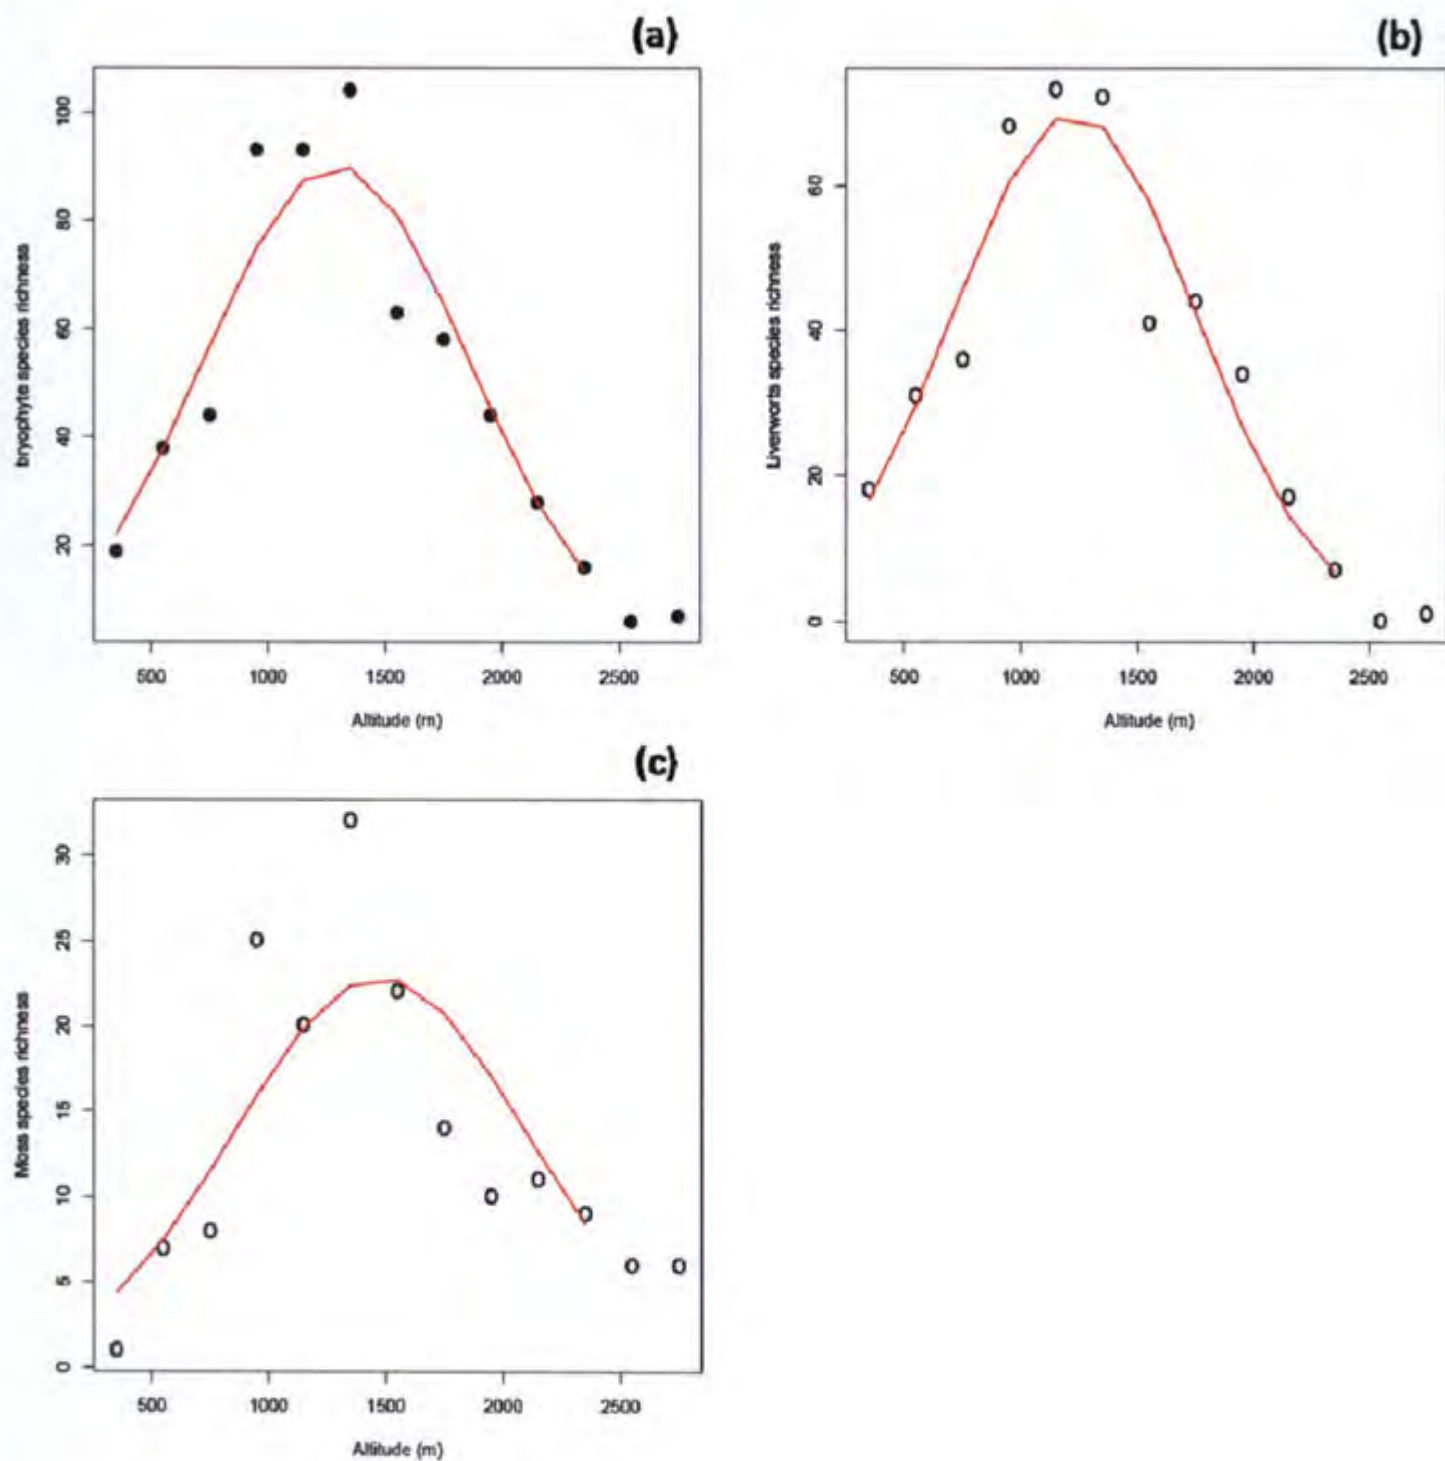 (a)
bryophyte species richness
100
80
60
40
20
500 1000 1500 2000 2500
Altitude (m)
(b)
Liverworts species richness
60
40
20
0
500 1000 1500 2000 2500
Altitude (m)
(c)
Moss species richness
30
25
20
15
10
5
0
500 1000 1500 2000 2500
Altitude (m)